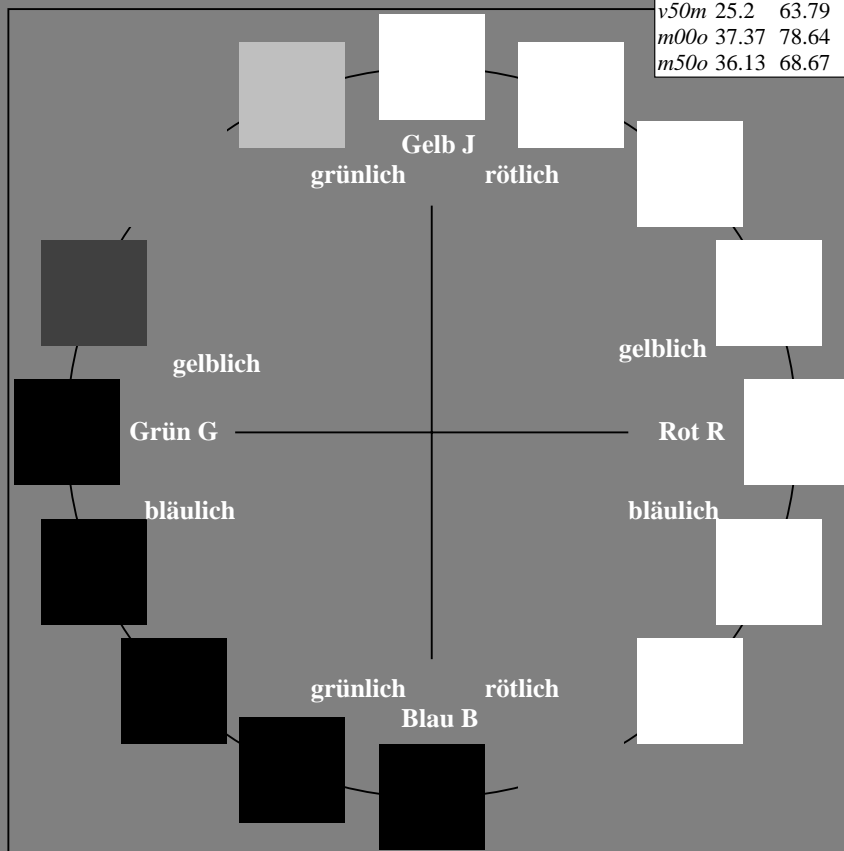 v50m 25.2 63.79
m00o 37.37 78.64
m50o 36.13 68.67
Gelb J
grünlich rötlich
gelblich gelblich
Grün G Rot R
bläulich bläulich
grünlich rötlich
Blau B